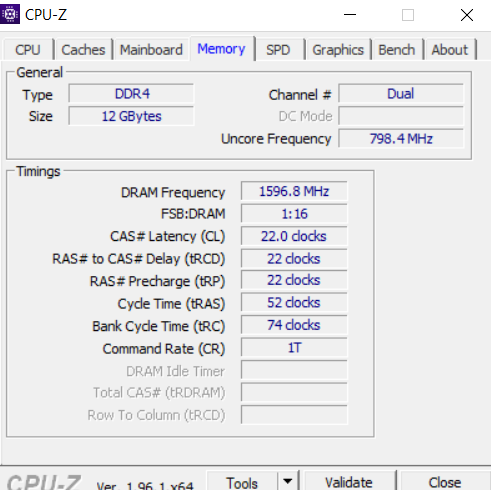 CPU-Z
CPU Caches Mainboard Memory SPD Graphics Bench About
General
Type DDR4 Channel # Dual
Size 12 GBytes DC Mode
Uncore Frequency 798.4 MHz
Timings
DRAM Frequency 1596.8 MHz
FSB:DRAM 1:16
CAS# Latency (CL) 22.0 clocks
RAS# to CAS# Delay (tRCD) 22 clocks
RAS# Precharge (tRP) 22 clocks
Cycle Time (tRAS) 52 clocks
Bank Cycle Time (tRC) 74 clocks
Command Rate (CR) 1T
DRAM Idle Timer
Total CAS# (tRDRAM)
Row To Column (tRCD)
CPU-Z Ver. 1.96.1.x64 Tools Validate Close